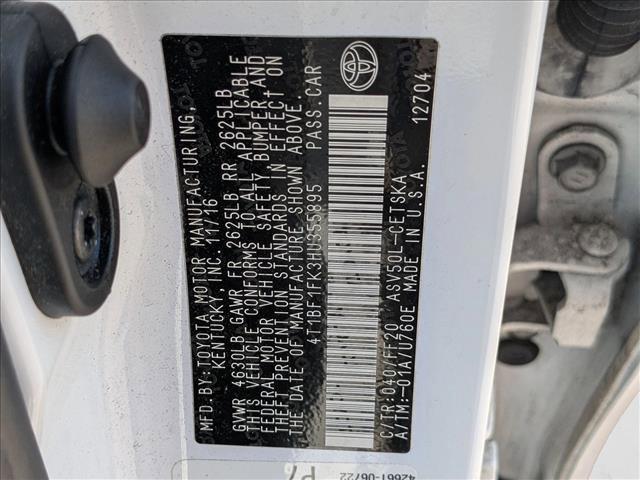 MFD.BY:TOYOTA MOTOR MANUFACTURING,
KENTUCKY, INC. 11/16
GVWR 4630LB GAWR FR 2625LB RR 2625LB
THIS VEHICLE CONFORMS TO ALL APPLICABLE
FEDERAL MOTOR VEHICLE SAFETY, BUMPER AND
THEFT PREVENTION STANDARDS IN EFFECT ON
THE DATE OF MANUFACTURE SHOWN ABOVE.
4T1BF1FK3HU355895 PASS.CAR
C/TR:040/FF20 ASV50L-CETSKA
A/TM:-01A/U760E MADE IN U.S.A.
12704
42661-06722